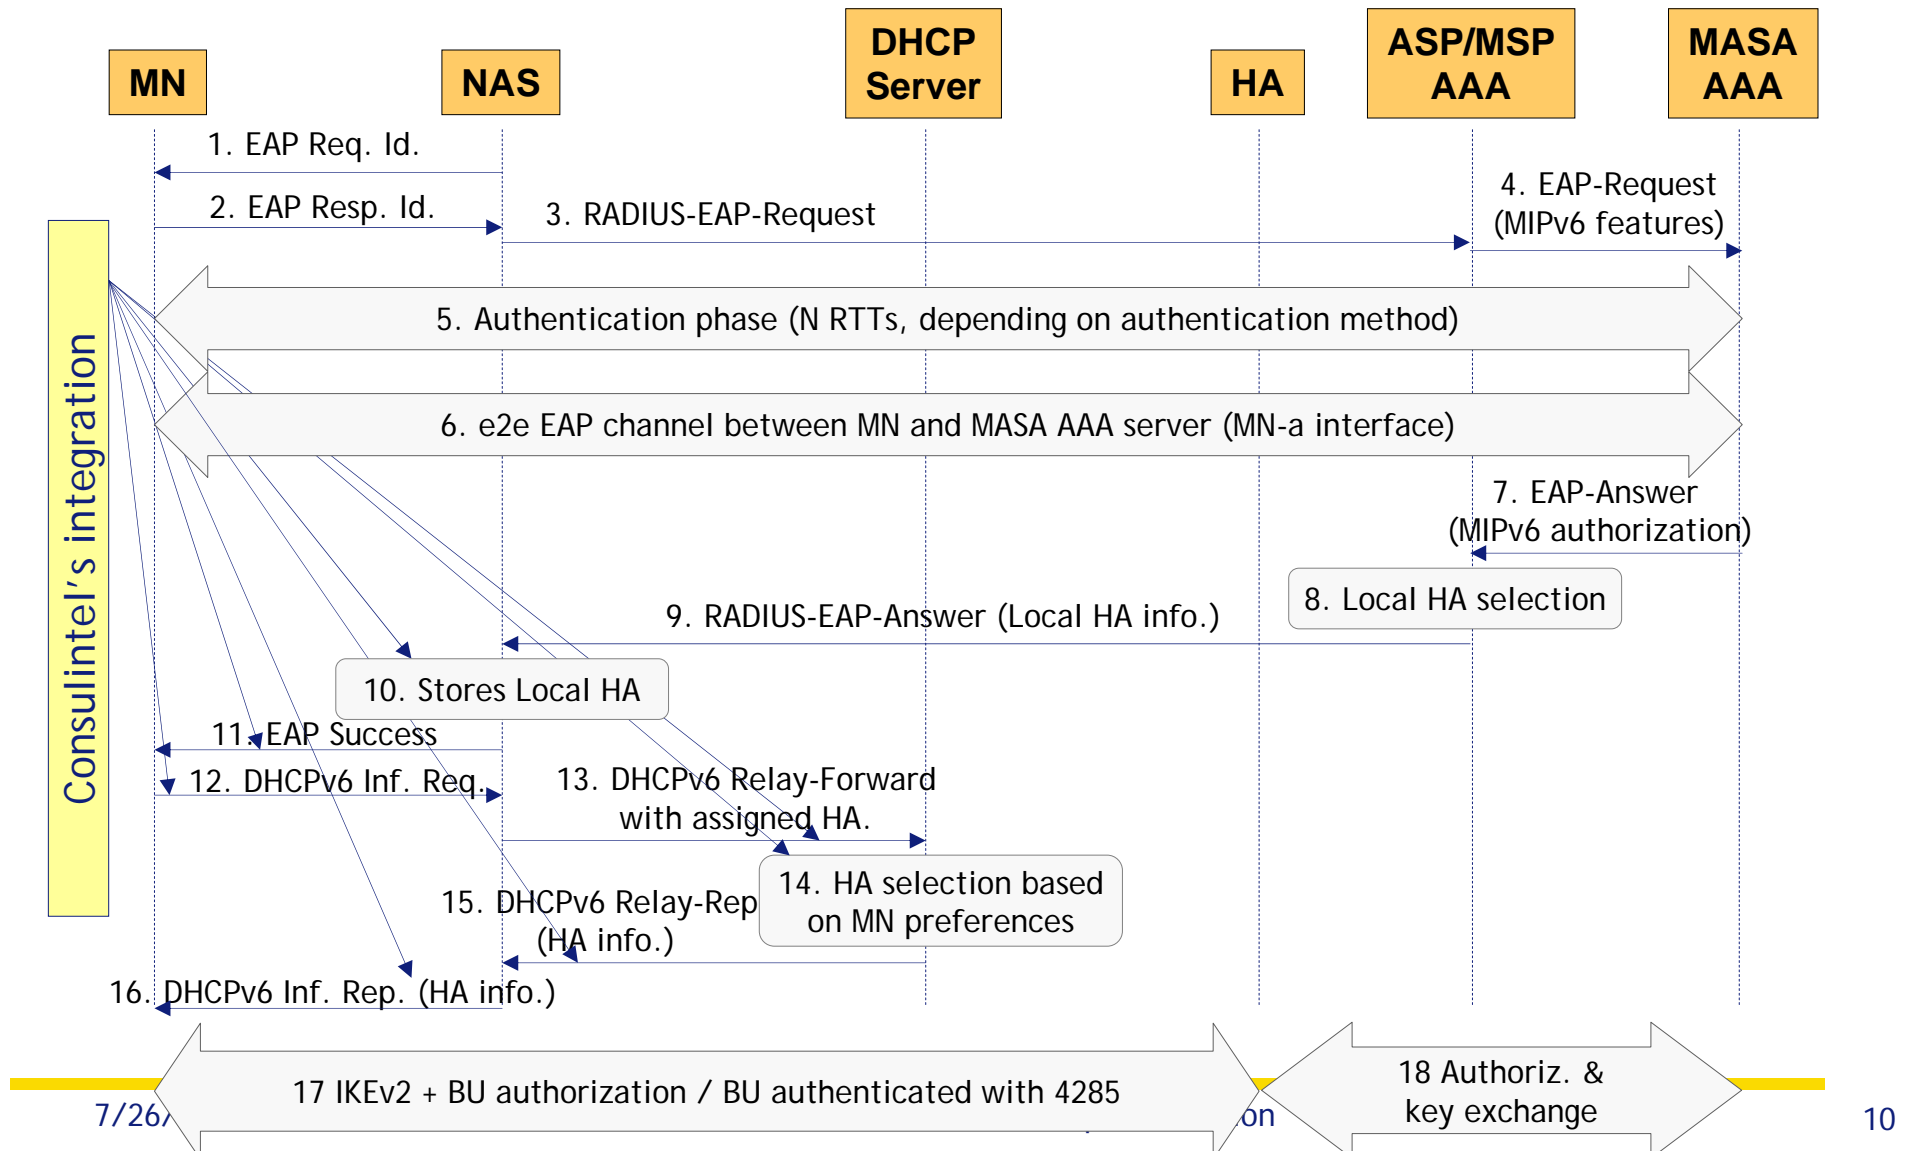 MN
NAS
DHCP
Server
HA
ASP/MSP
AAA
MASA
AAA
1. EAP Req. Id.
2. EAP Resp. Id.
3. RADIUS-EAP-Request
4. EAP-Request
(MIPv6 features)
Consulintel's integration
5. Authentication phase (N RTTs, depending on authentication method)
6. e2e EAP channel between MN and MASA AAA server (MN-a interface)
7. EAP-Answer
(MIPv6 authorization)
8. Local HA selection
9. RADIUS-EAP-Answer (Local HA info.)
10. Stores Local HA
11. EAP Success
12. DHCPv6 Inf. Req.
13. DHCPv6 Relay-Forward
with assigned HA.
14. HA selection based
on MN preferences
15. DHCPv6 Relay-Rep
(HA info.)
16. DHCPv6 Inf. Rep. (HA info.)
17 IKEv2 + BU authorization / BU authenticated with 4285
18 Authoriz. &
key exchange
7/26/
on
10